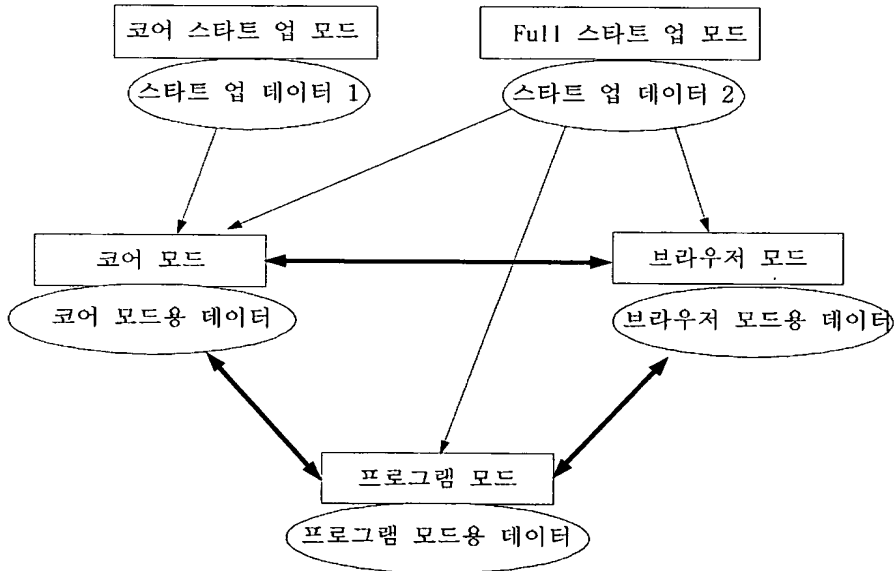 코어 스타트 업 모드
Full 스타트 업 모드
스타트 업 데이터 1
스타트 업 데이터 2
코어 모드
브라우저 모드
코어 모드용 데이터
브라우저 모드용 데이터
프로그램 모드
프로그램 모드용 데이터